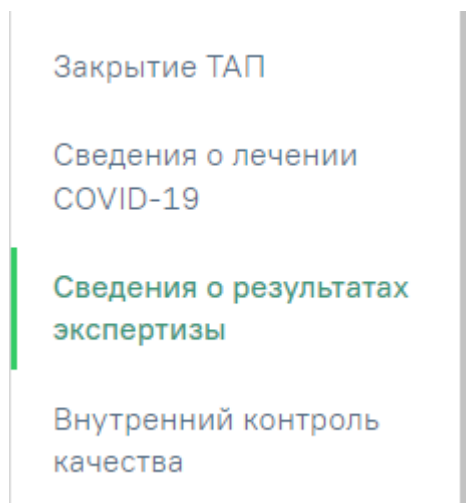 Закрытие ТАП
Сведения о лечении
COVID-19
Сведения о результатах
экспертизы
Внутренний контроль
качества